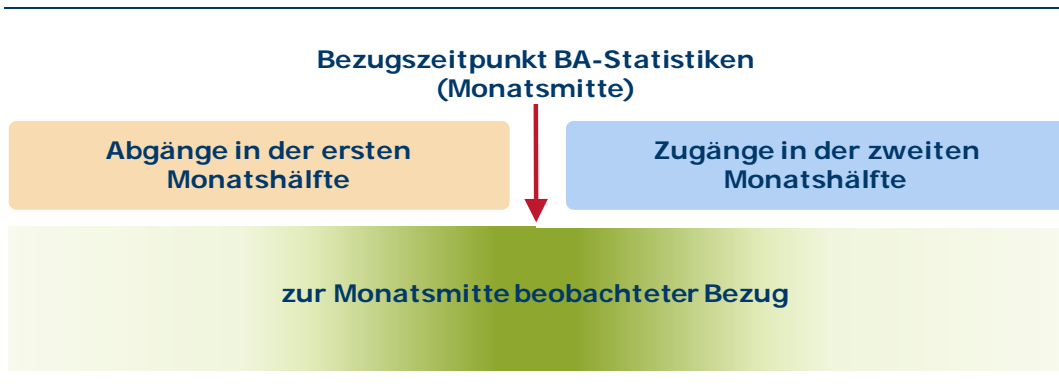 Bezugszeitpunkt BA-Statistiken
(Monatsmitte)
Abgänge in der ersten
Monatshälfte
Zugänge in der zweiten
Monatshälfte
zur Monatsmitte beobachteter Bezug